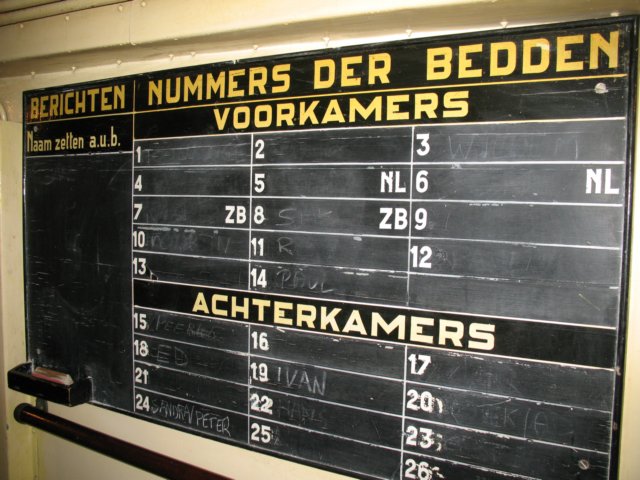 BERICHTEN
NUMMERS DER BEDDEN
Naam zetten a.u.b.
VOORKAMERS
1 2 3
4 5 NL 6 NL
7 ZB 8 ZB 9
10 11 R 12
13 14 PAUL
ACHTERKAMERS
15 16 17
18 ED 19 IVAN 20
21 22 HANS 23
24 SANDRA/PETER 25 26